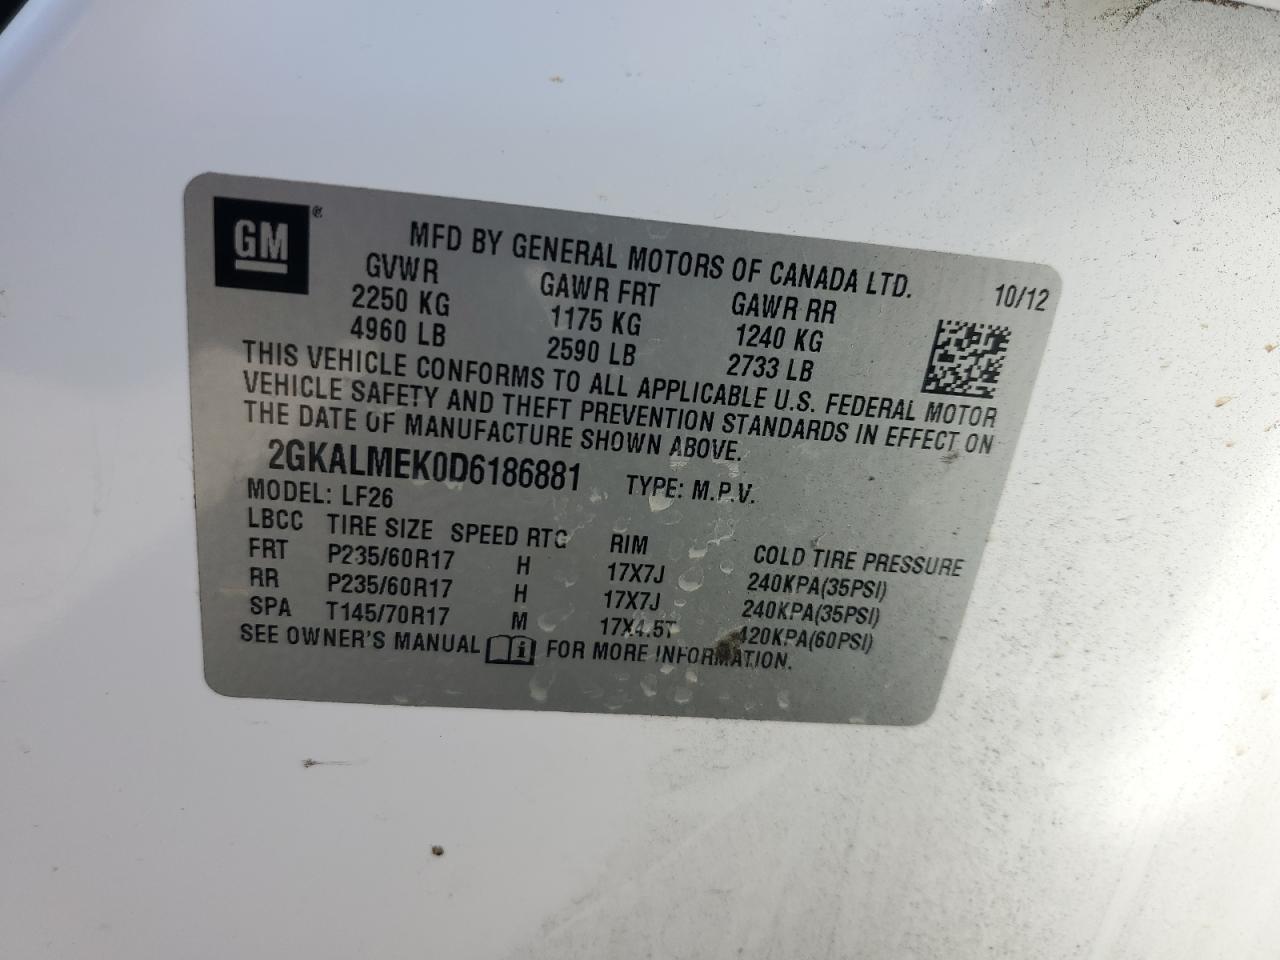 GM ®
MFD BY GENERAL MOTORS OF CANADA LTD.
10/12
GVWR GAWR FRT GAWR RR
2250 KG 1175 KG 1240 KG
4960 LB 2590 LB 2733 LB
THIS VEHICLE CONFORMS TO ALL APPLICABLE U.S. FEDERAL MOTOR
VEHICLE SAFETY AND THEFT PREVENTION STANDARDS IN EFFECT ON
THE DATE OF MANUFACTURE SHOWN ABOVE.
2GKALMEK0D6186881 TYPE: M.P.V.
MODEL: LF26
LBCC TIRE SIZE SPEED RTG RIM COLD TIRE PRESSURE
FRT P235/60R17 H 17X7J 240KPA(35PSI)
RR P235/60R17 H 17X7J 240KPA(35PSI)
SPA T145/70R17 M 17X4.5T 420KPA(60PSI)
SEE OWNER'S MANUAL i FOR MORE INFORMATION.